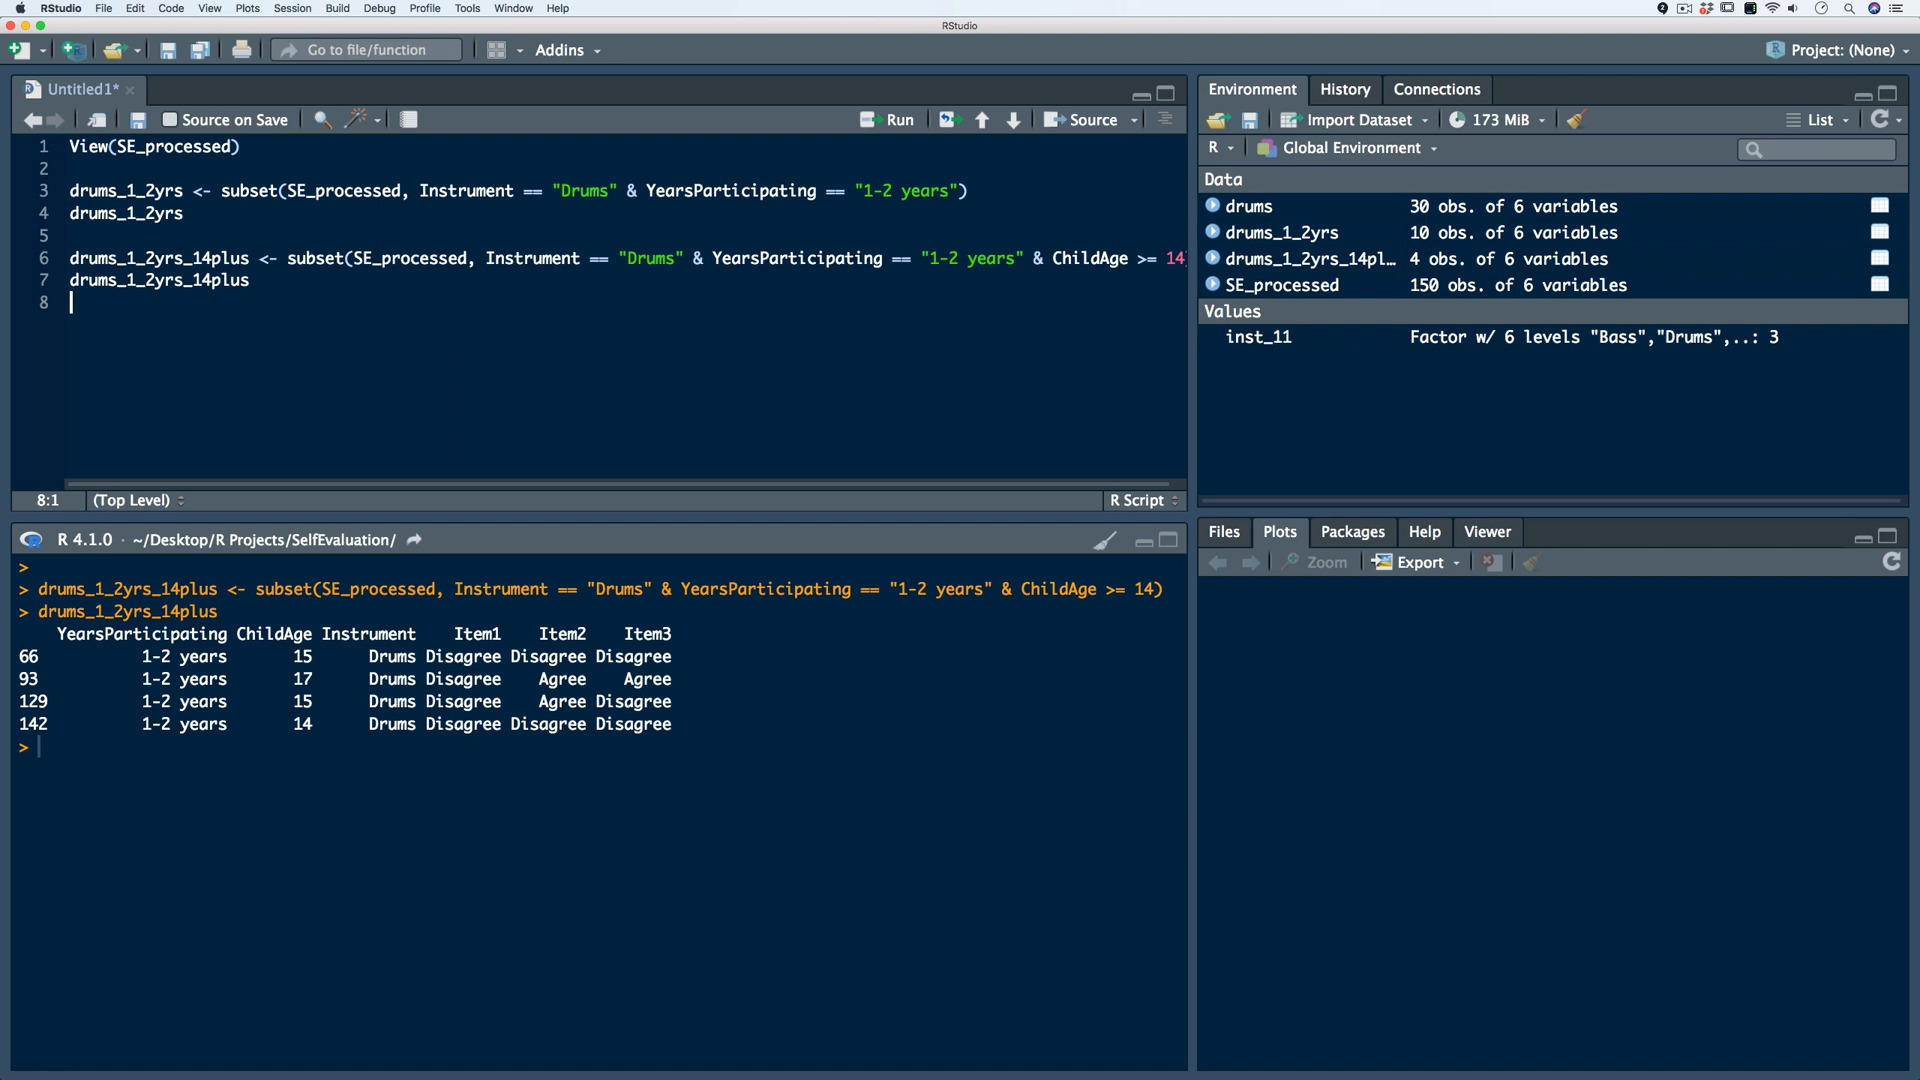 RStudio File Edit Code View Plots Session Build Debug Profile Tools Window Help
RStudio
Go to file/function Addins Project: (None)
Untitled1*
Source on Save Run Source
1 View(SE_processed)
2
3 drums_1_2yrs <- subset(SE_processed, Instrument == "Drums" & YearsParticipating == "1-2 years")
4 drums_1_2yrs
5
6 drums_1_2yrs_14plus <- subset(SE_processed, Instrument == "Drums" & YearsParticipating == "1-2 years" & ChildAge >= 14
7 drums_1_2yrs_14plus
8
8:1 (Top Level) R Script
R 4.1.0 · ~/Desktop/R Projects/SelfEvaluation/
>
> drums_1_2yrs_14plus <- subset(SE_processed, Instrument == "Drums" & YearsParticipating == "1-2 years" & ChildAge >= 14)
> drums_1_2yrs_14plus
YearsParticipating ChildAge Instrument Item1 Item2 Item3
66 1-2 years 15 Drums Disagree Disagree Disagree
93 1-2 years 17 Drums Disagree Agree Agree
129 1-2 years 15 Drums Disagree Agree Disagree
142 1-2 years 14 Drums Disagree Disagree Disagree
>
Environment History Connections
Import Dataset 173 MiB List
R Global Environment
Data
drums 30 obs. of 6 variables
drums_1_2yrs 10 obs. of 6 variables
drums_1_2yrs_14pl… 4 obs. of 6 variables
SE_processed 150 obs. of 6 variables
Values
inst_11 Factor w/ 6 levels "Bass","Drums",..: 3
Files Plots Packages Help Viewer
Zoom Export